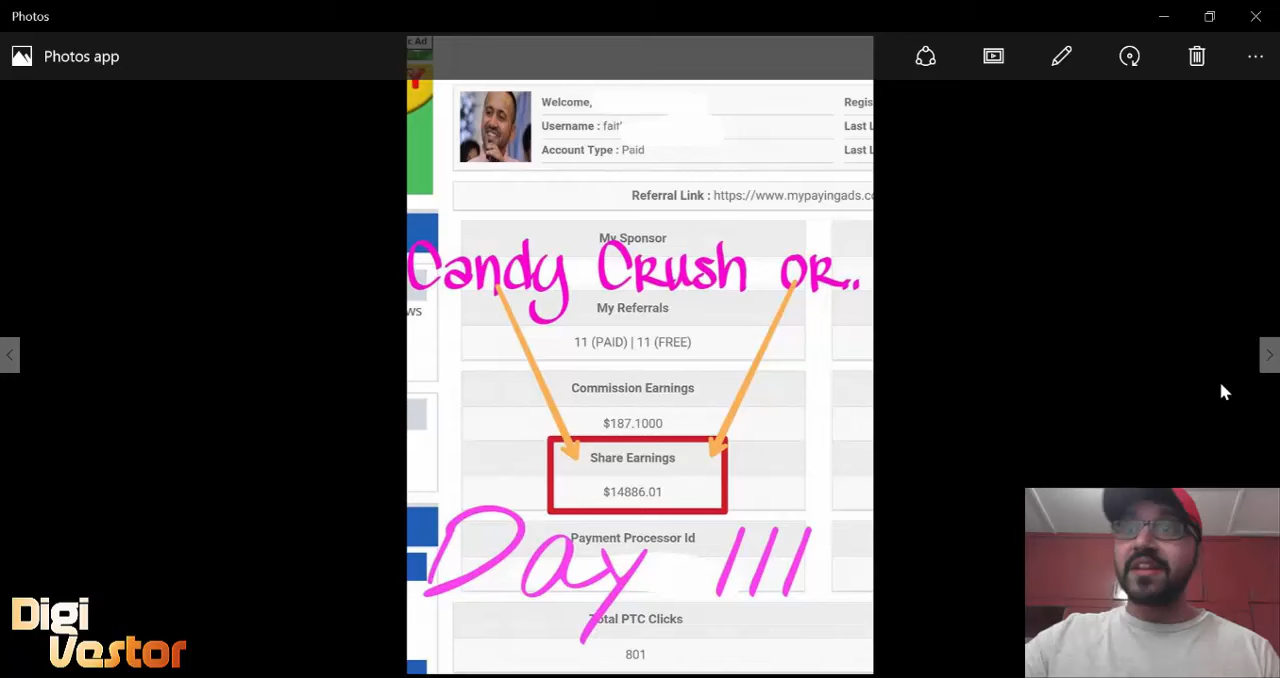 Photos
Photos app
c Ad
Y
Welcome,
Regis
Username : fait
Last L
Account Type : Paid
Last L
Referral Link : https://www.mypayingads.c
My Sponsor
Candy Crush or..
My Referrals
ws
11 (PAID) | 11 (FREE)
Commission Earnings
$187.1000
Share Earnings
$14886.01
Payment Processor Id
Day 111
Total PTC Clicks
801
Digi
Vestor